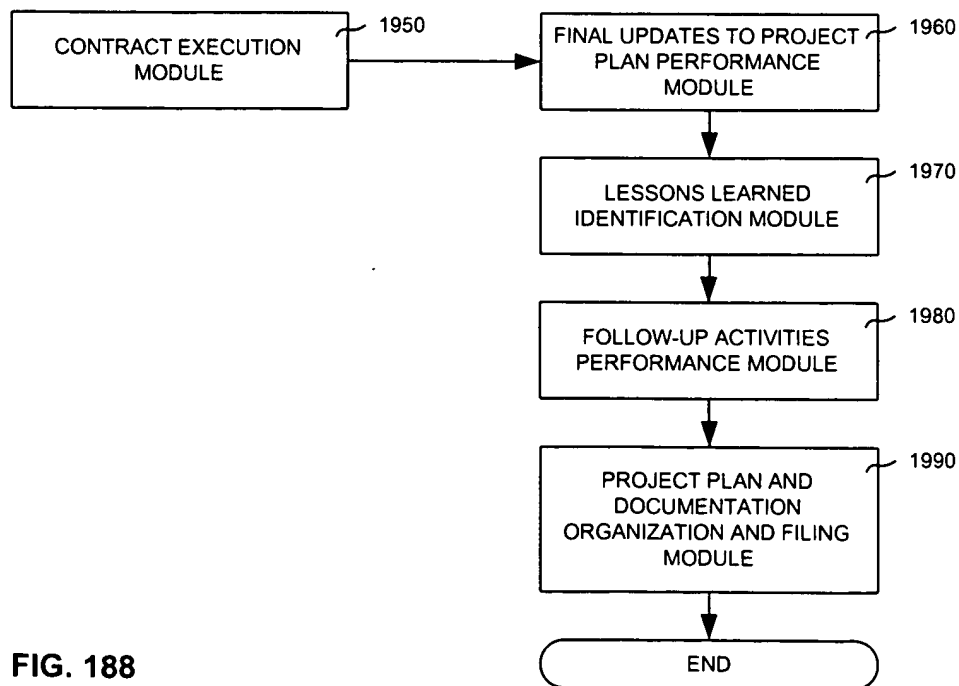 CONTRACT EXECUTION
MODULE
1950
FINAL UPDATES TO PROJECT
PLAN PERFORMANCE
MODULE
1960
LESSONS LEARNED
IDENTIFICATION MODULE
1970
FOLLOW-UP ACTIVITIES
PERFORMANCE MODULE
1980
PROJECT PLAN AND
DOCUMENTATION
ORGANIZATION AND FILING
MODULE
1990
END
FIG. 188